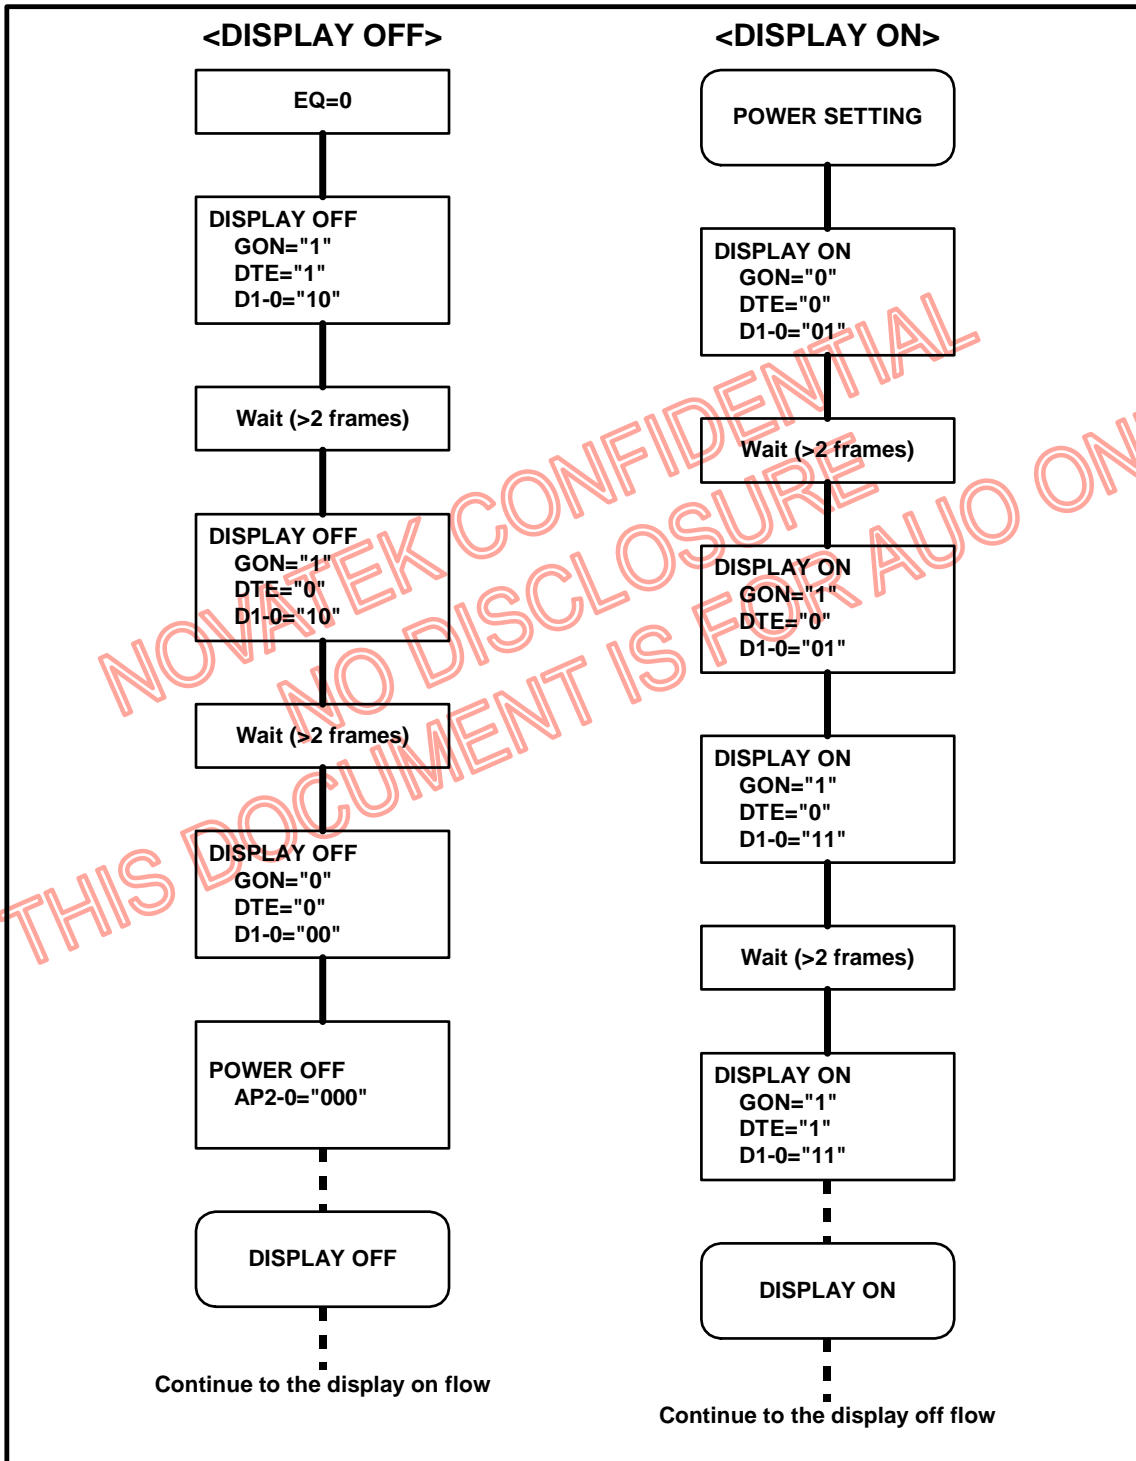 <DISPLAY OFF>
EQ=0
DISPLAY OFF
GON="1"
DTE="1"
D1-0="10"
Wait (>2 frames)
DISPLAY OFF
GON="1"
DTE="0"
D1-0="10"
Wait (>2 frames)
DISPLAY OFF
GON="0"
DTE="0"
D1-0="00"
POWER OFF
AP2-0="000"
DISPLAY OFF
Continue to the display on flow
<DISPLAY ON>
POWER SETTING
DISPLAY ON
GON="0"
DTE="0"
D1-0="01"
Wait (>2 frames)
DISPLAY ON
GON="1"
DTE="0"
D1-0="01"
DISPLAY ON
GON="1"
DTE="0"
D1-0="11"
Wait (>2 frames)
DISPLAY ON
GON="1"
DTE="1"
D1-0="11"
DISPLAY ON
Continue to the display off flow
NOVATEK CONFIDENTIAL
NO DISCLOSURE
THIS DOCUMENT IS FOR AUO ON